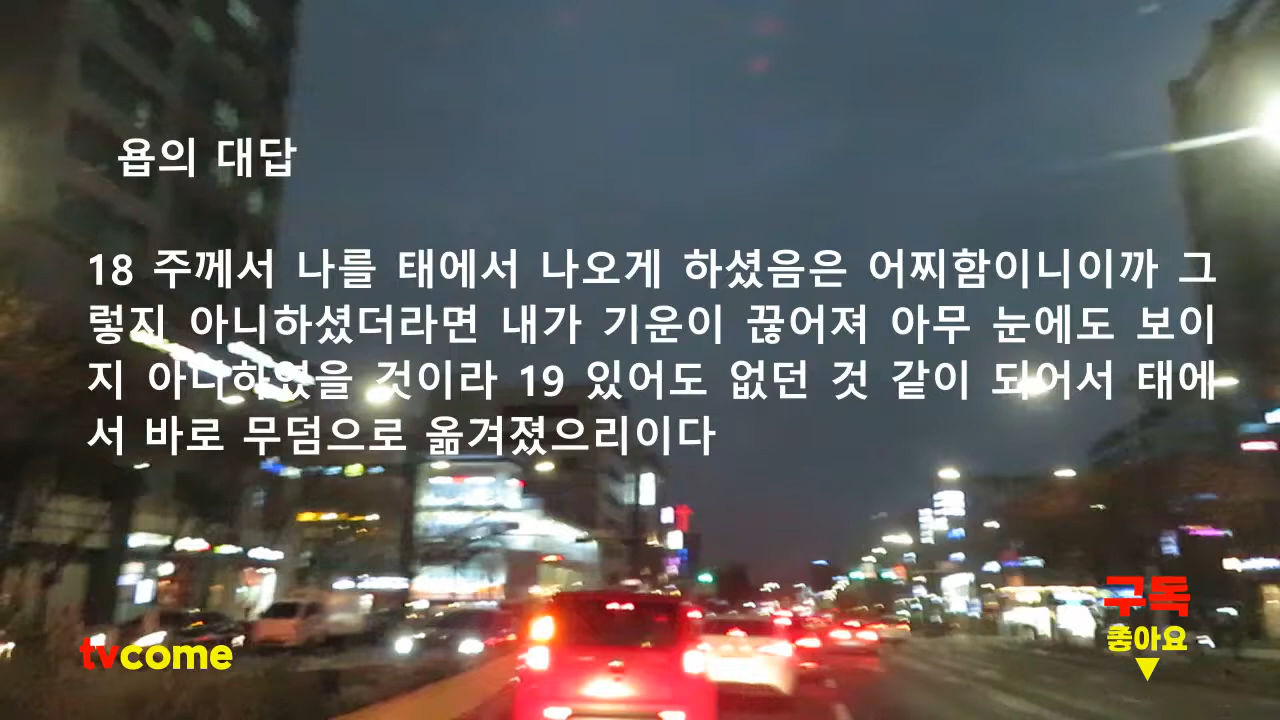 욥의 대답
18 주께서 나를 태에서 나오게 하셨음은 어찌함이니이까 그
렇지 아니하셨더라면 내가 기운이 끊어져 아무 눈에도 보이
지 아니하였을 것이라 19 있어도 없던 것 같이 되어서 태에
서 바로 무덤으로 옮겨졌으리이다
구독
좋아요
tvcome